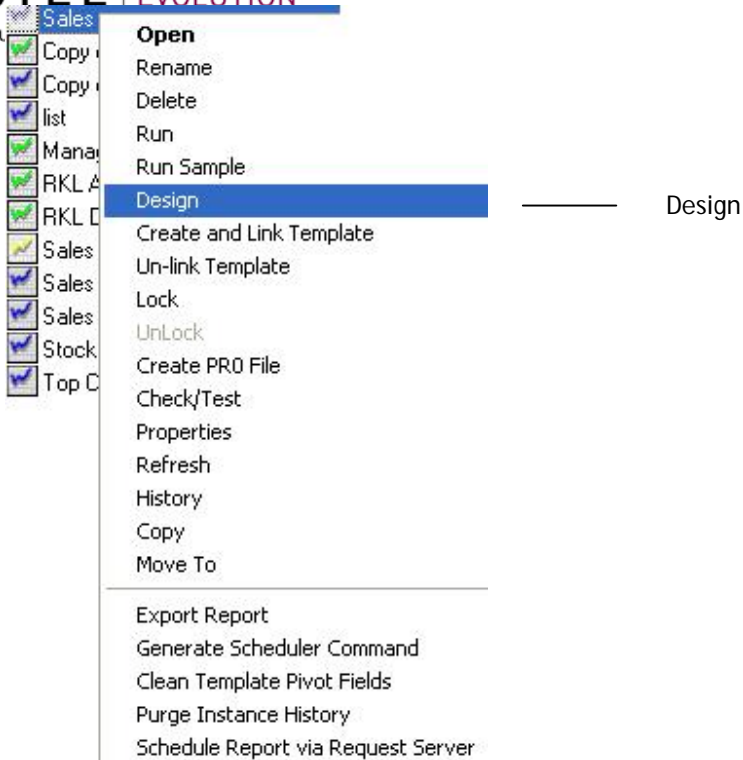 EVOLUTION
Sales
Copy
Copy
list
RKL
RKL
Sales
Sales
Sales
Stock
Top
Open
Rename
Delete
Run
Run Sample
Design
Create and Link Template
Un-link Template
Lock
UnLock
Create PR0 File
Check/Test
Properties
Refresh
History
Copy
Move To
Export Report
Generate Scheduler Command
Clean Template Pivot Fields
Purge Instance History
Schedule Report via Request Server
Design